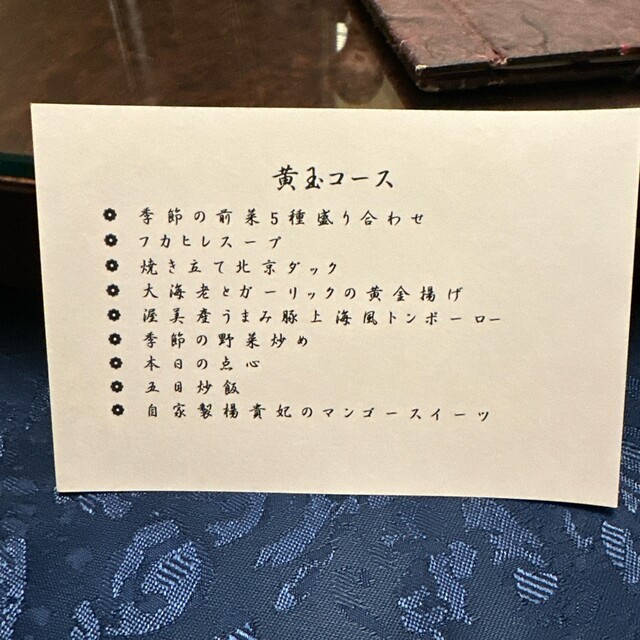 黄玉コース
季節の前菜5種盛り合わせ
フカヒレスープ
焼き立て北京ダック
大海老とガーリックの黄金揚げ
渥美産うまみ豚上海風トンポーロー
季節の野菜炒め
本日の点心
五目炒飯
自家製楊貴妃のマンゴースイーツ